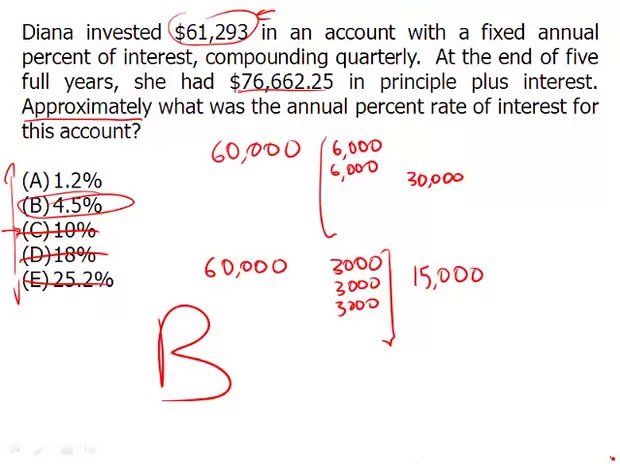 Diana invested $61,293 in an account with a fixed annual
percent of interest, compounding quarterly. At the end of five
full years, she had $76,662.25 in principle plus interest.
Approximately what was the annual percent rate of interest for
this account?
60,000 6,000
6,000 30,000
(A) 1.2%
(B) 4.5%
(C) 10%
(D) 18%
(E) 25.2%
60,000 3000 15,000
3000
3000
B